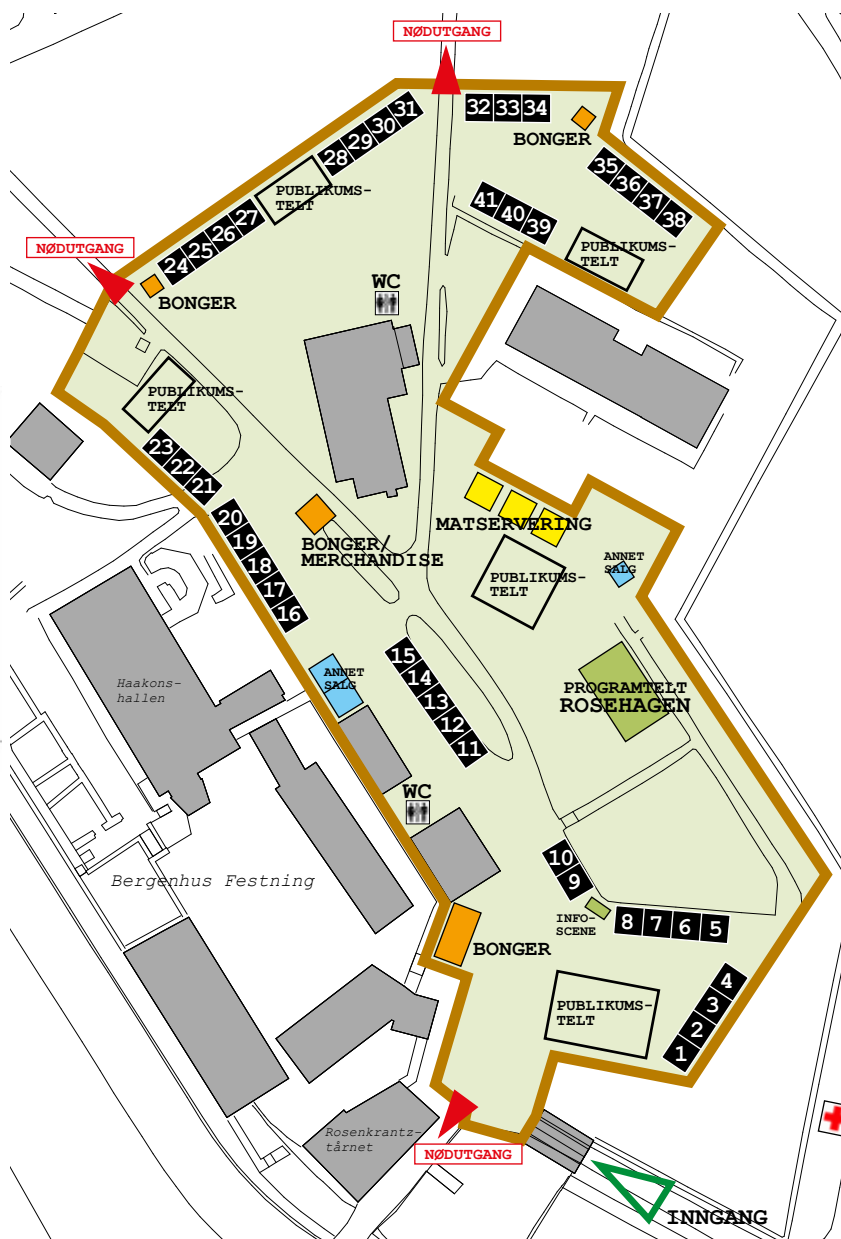 NØDUTGANG
31
30
29
28
32 33 34
BONGER
35
36
37
38
PUBLIKUMS-
TELT
41
40
39
27
26
25
24
NØDUTGANG
PUBLIKUMS-
TELT
BONGER
WC
PUBLIKUMS-
TELT
23
22
21
20
19
18
17
16
BONGER/
MERCHANDISE
MATSERVERING
PUBLIKUMS-
TELT
ANNET
SALG
Haakons-
hallen
ANNET
SALG
15
14
13
12
11
PROGRAMTELT
ROSEHAGEN
WC
Bergenhus Festning
10
9
INFO-
SCENE
8 7 6 5
BONGER
4
3
2
1
PUBLIKUMS-
TELT
Rosenkrantz-
tårnet
NØDUTGANG
INNGANG